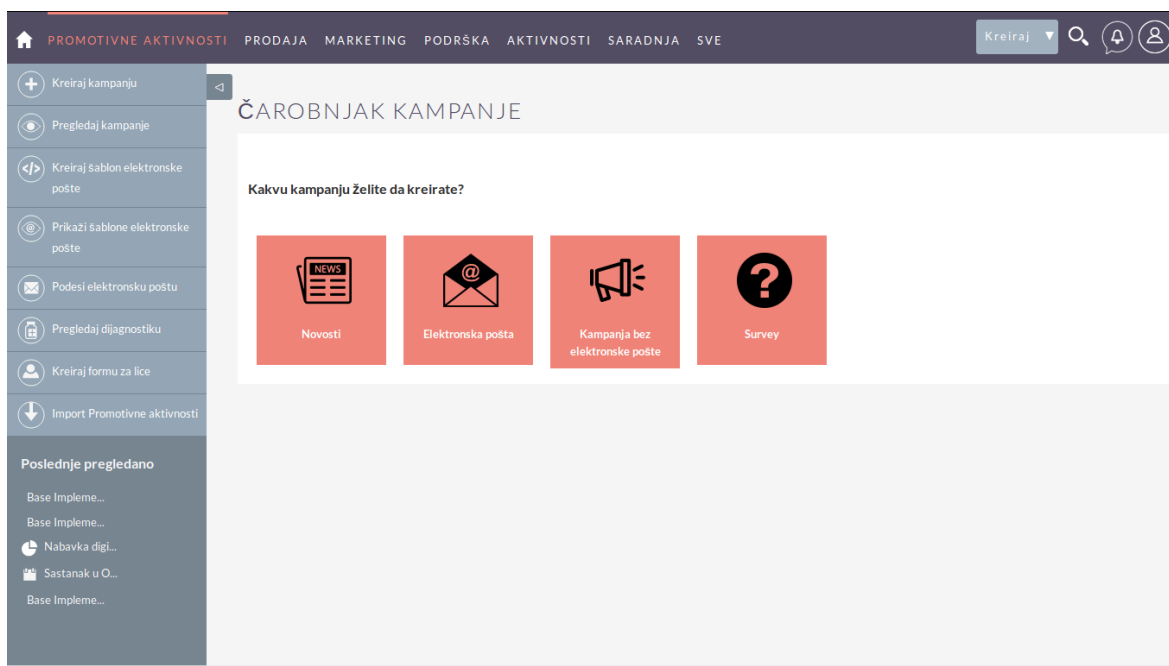 PROMOTIVNE AKTIVNOSTI PRODAJA MARKETING PODRŠKA AKTIVNOSTI SARADNJA SVE Kreiraj
Kreiraj kampanju
Pregledaj kampanje
Kreiraj šablon elektronske
pošte
Prikaži šablone elektronske
pošte
Podesi elektronsku poštu
Pregledaj dijagnostiku
Kreiraj formu za lice
Import Promotivne aktivnosti
Poslednje pregledano
Base Impleme...
Base Impleme...
Nabavka digi...
Sastanak u O...
Base Impleme...
ČAROBNJAK KAMPANJE
Kakvu kampanju želite da kreirate?
NEWS
Novosti
@
Elektronska pošta
Kampanja bez
elektronske pošte
?
Survey